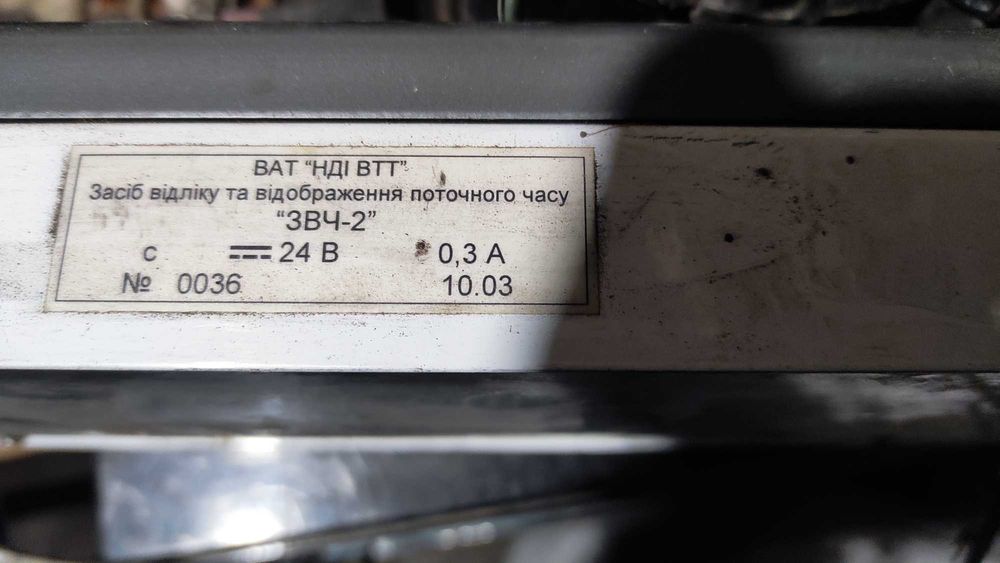 ВАТ “НДІ ВТТ”
Засіб відліку та відображення поточного часу
“ЗВЧ-2”
с ⎓ 24 В 0,3 А
№ 0036 10.03